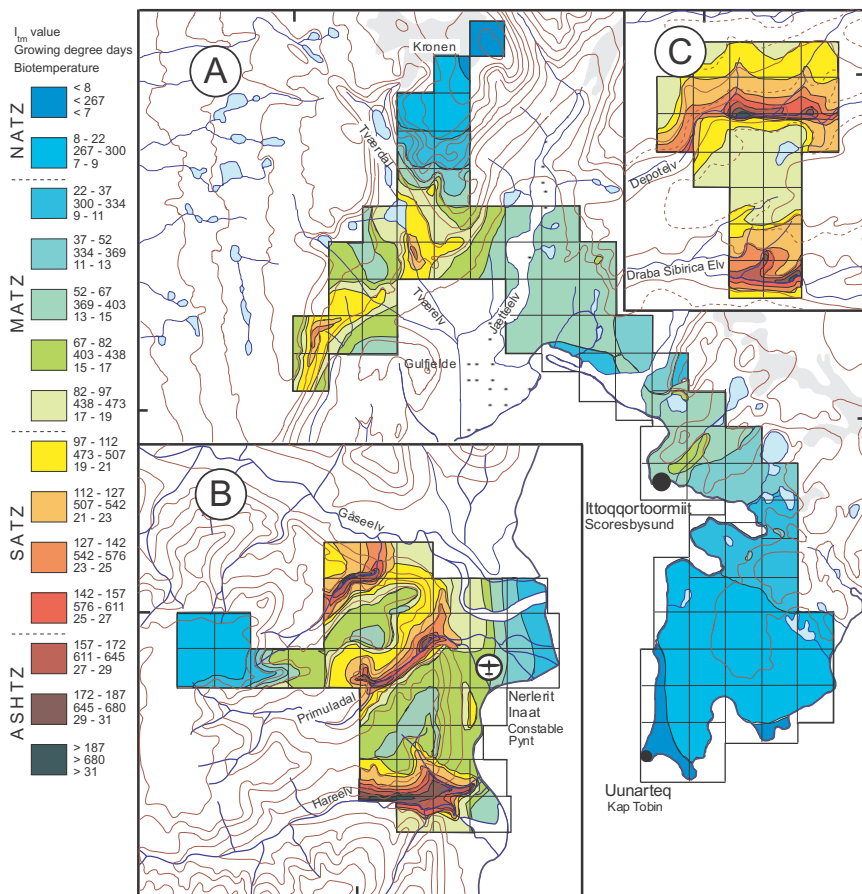 I_tm value
Growing degree days
Biotemperature
NATZ
< 8
< 267
< 7
8 - 22
267 - 300
7 - 9
MATZ
22 - 37
300 - 334
9 - 11
37 - 52
334 - 369
11 - 13
52 - 67
369 - 403
13 - 15
67 - 82
403 - 438
15 - 17
82 - 97
438 - 473
17 - 19
SATZ
97 - 112
473 - 507
19 - 21
112 - 127
507 - 542
21 - 23
127 - 142
542 - 576
23 - 25
142 - 157
576 - 611
25 - 27
ASHTZ
157 - 172
611 - 645
27 - 29
172 - 187
645 - 680
29 - 31
> 187
> 680
> 31
A
Kronen
Tværdal
Tværelv
Jætteelv
Gulfjelde
Ittoqqortoormiit
Scoresbysund
Uunarteq
Kap Tobin
B
Gåseelv
Primuladal
Hareelv
Nerlerit
Inaat
Constable
Pynt
C
Depotelv
Draba Sibirica Elv